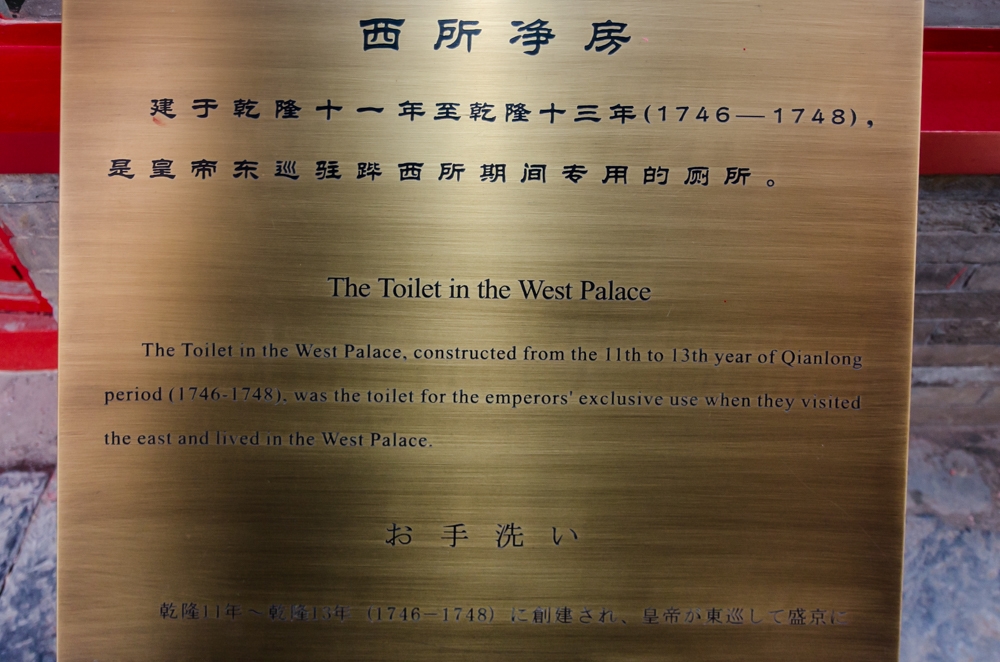 西所净房
建于乾隆十一年至乾隆十三年(1746—1748),
是皇帝东巡驻跸西所期间专用的厕所。
The Toilet in the West Palace
The Toilet in the West Palace, constructed from the 11th to 13th year of Qianlong
period (1746-1748), was the toilet for the emperors' exclusive use when they visited
the east and lived in the West Palace.
お手洗い
乾隆11年~乾隆13年 (1746－1748) に創建され、皇帝が東巡して盛京に